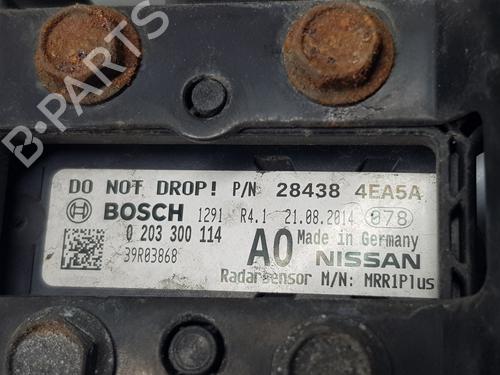 B-Parts
DO NOT DROP! P/N 28438 4EA5A
BOSCH 1291 R4.1 21.08.2014 078
0 203 300 114 A0 Made in Germany
39R03868 NISSAN
Radarsensor M/N: MRR1Plus